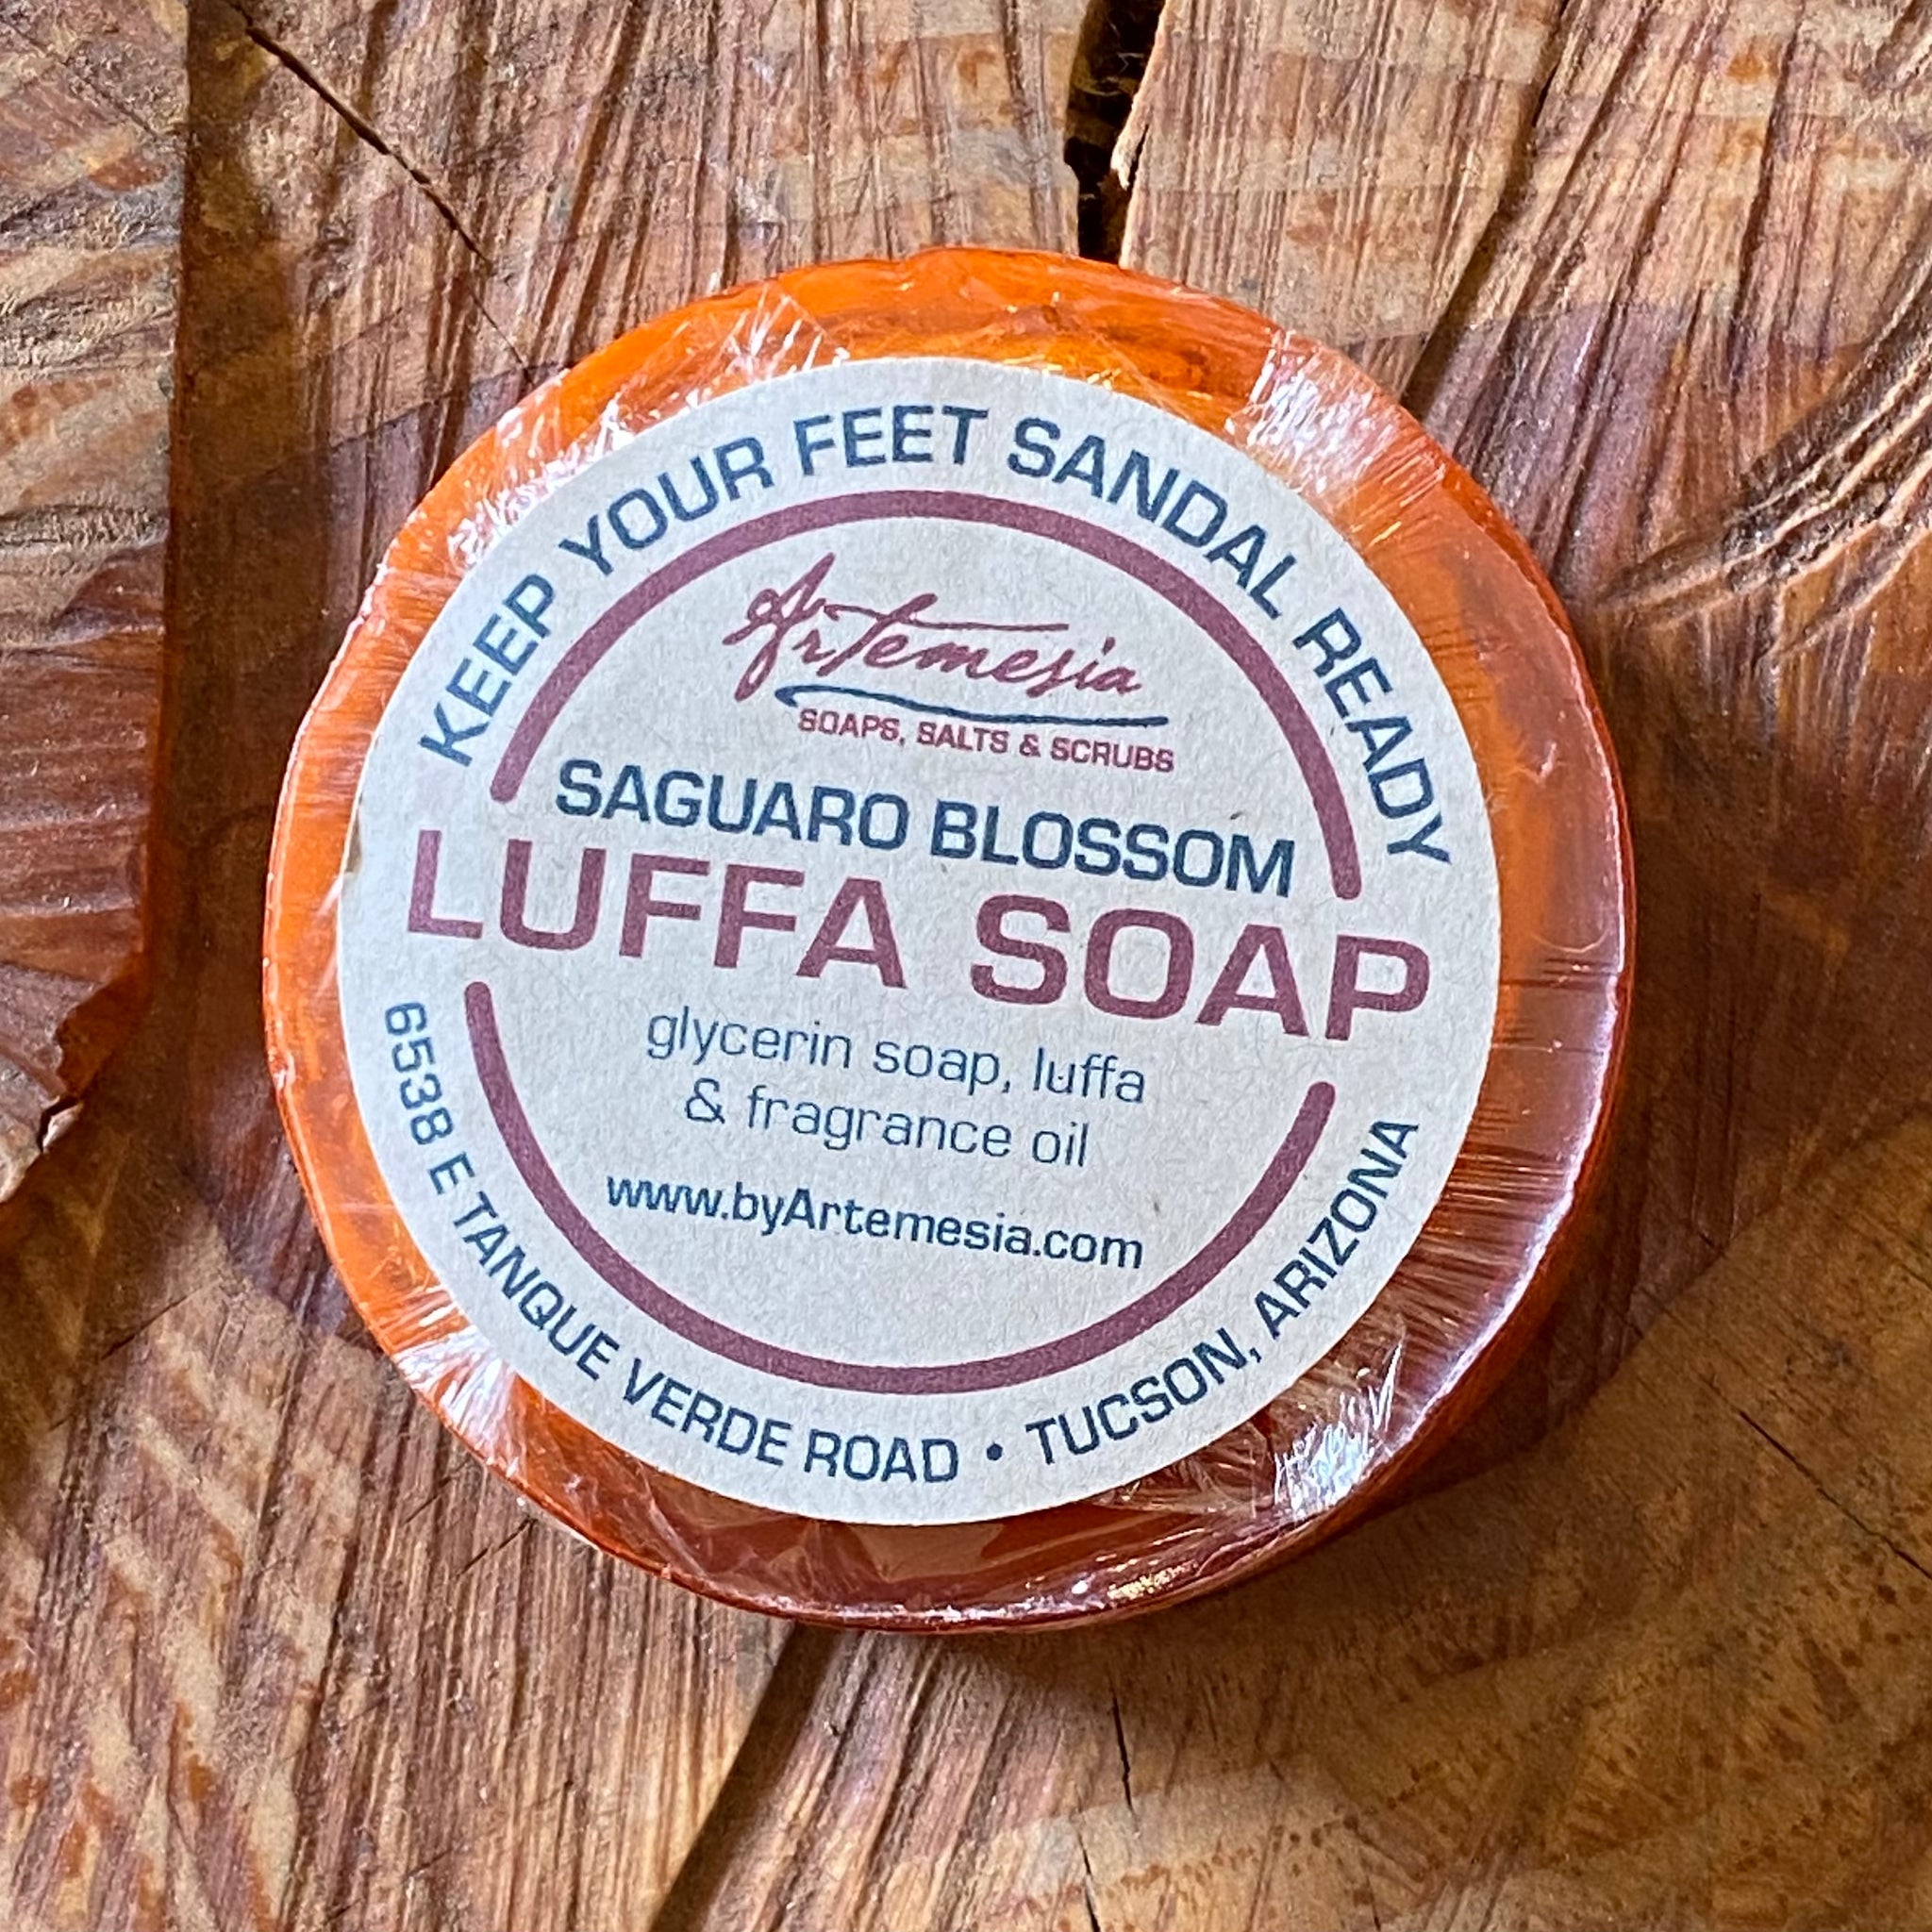 KEEP YOUR FEET SANDAL READY
Artemesia
SOAPS, SALTS & SCRUBS
SAGUARO BLOSSOM
LUFFA SOAP
glycerin soap, luffa
& fragrance oil
www.byArtemesia.com
6538 E TANQUE VERDE ROAD • TUCSON, ARIZONA